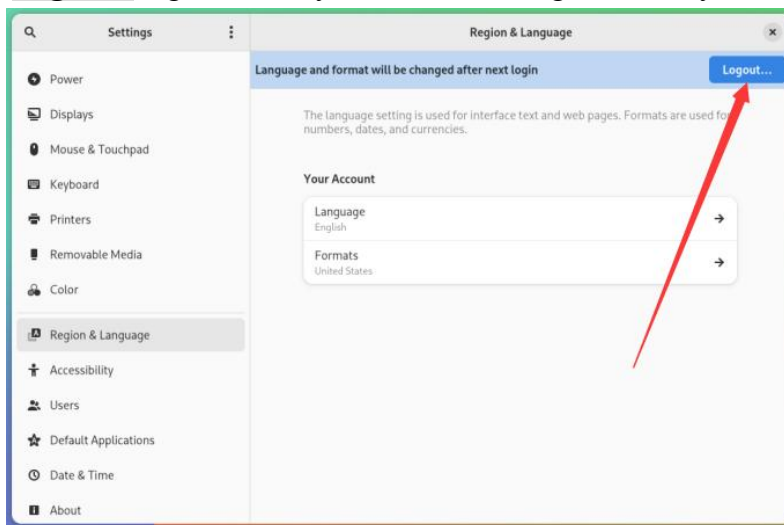 Settings
Region & Language
Language and format will be changed after next login
Logout...
Power
Displays
Mouse & Touchpad
Keyboard
Printers
Removable Media
Color
Region & Language
Accessibility
Users
Default Applications
Date & Time
About
The language setting is used for interface text and web pages. Formats are used for
numbers, dates, and currencies.
Your Account
Language
English
Formats
United States